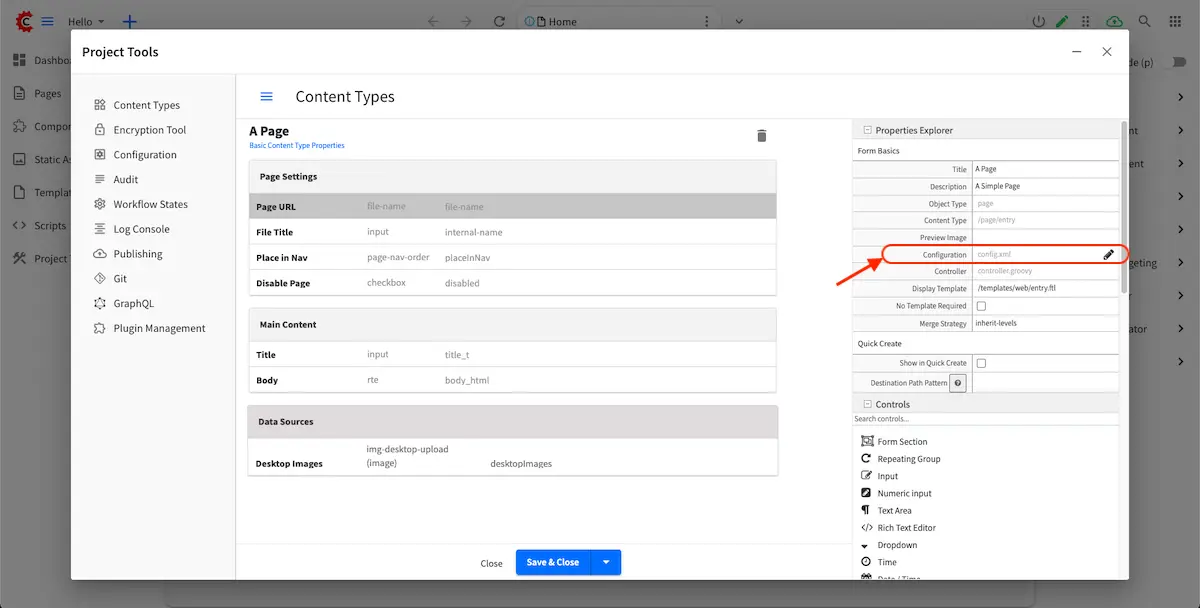 Hello
Home
Project Tools
Dashboa
Pages
Compor
Static As
Templat
Scripts
Project T
de (p)
nt
ent
geting
r
ator
Content Types
Encryption Tool
Configuration
Audit
Workflow States
Log Console
Publishing
Git
GraphQL
Plugin Management
Content Types
A Page
Basic Content Type Properties
Page Settings
Page URL file-name file-name
File Title input internal-name
Place in Nav page-nav-order placeInNav
Disable Page checkbox disabled
Main Content
Title input title_t
Body rte body_html
Data Sources
Desktop Images img-desktop-upload (image) desktopImages
Close
Save & Close
Properties Explorer
Form Basics
Title A Page
Description A Simple Page
Object Type page
Content Type /page/entry
Preview Image
Configuration config.xml
Controller controller.groovy
Display Template /templates/web/entry.ftl
No Template Required
Merge Strategy inherit-levels
Quick Create
Show in Quick Create
Destination Path Pattern ?
Controls
Search controls...
Form Section
Repeating Group
Input
Numeric input
Text Area
Rich Text Editor
Dropdown
Time
Date / Time